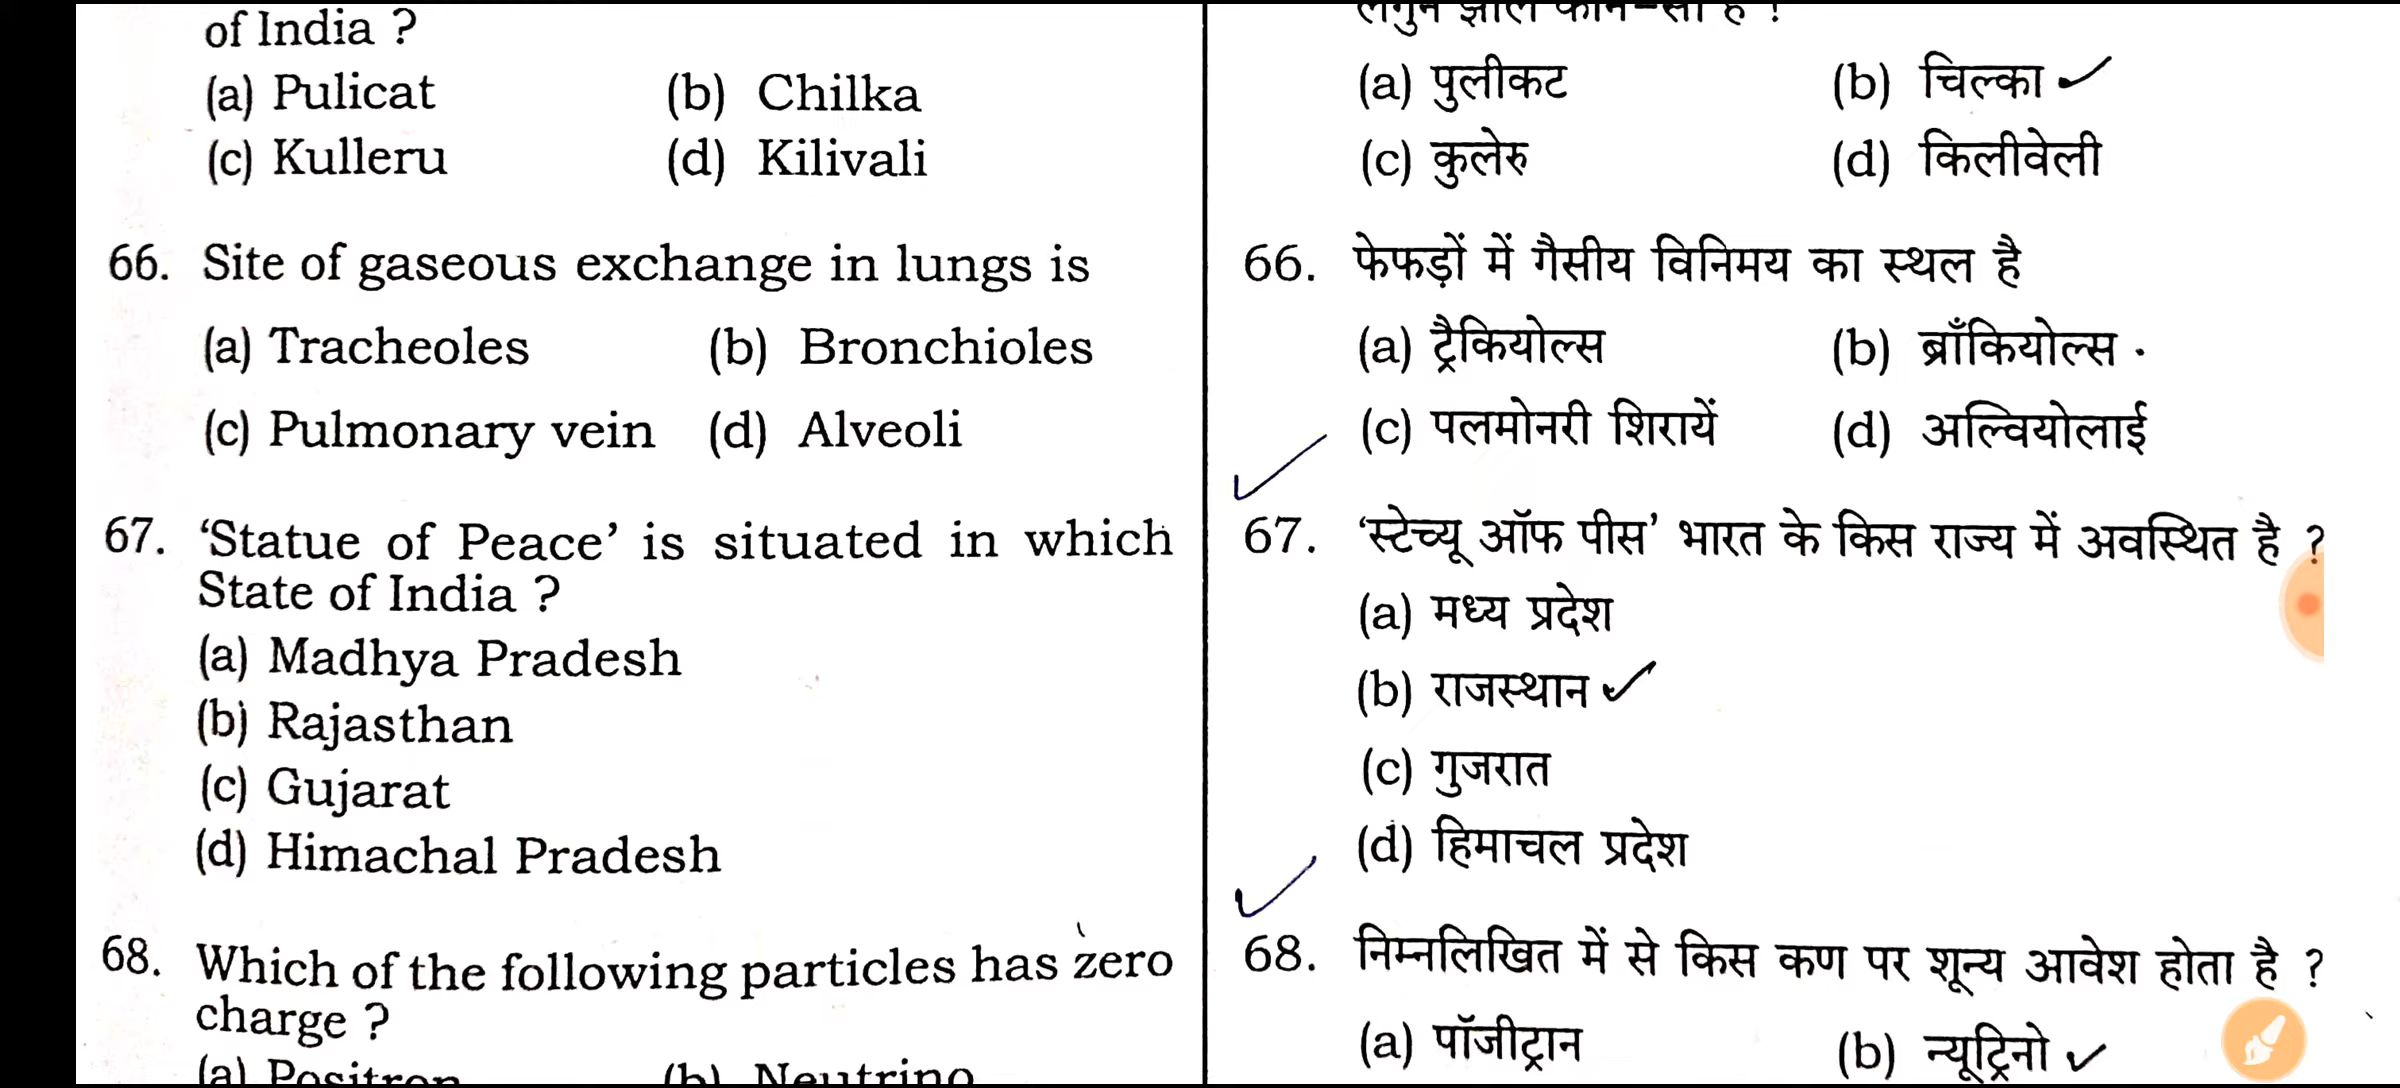 of India ?
(a) Pulicat (b) Chilka
(c) Kulleru (d) Kilivali
66. Site of gaseous exchange in lungs is
(a) Tracheoles (b) Bronchioles
(c) Pulmonary vein (d) Alveoli
67. ‘Statue of Peace’ is situated in which
State of India ?
(a) Madhya Pradesh
(b) Rajasthan
(c) Gujarat
(d) Himachal Pradesh
68. Which of the following particles has zero
charge ?
(a) Positron (b) Neutrino
(a) पुलीकट (b) चिल्का ✓
(c) कुलेरु (d) किलीवेली
66. फेफड़ों में गैसीय विनिमय का स्थल है
(a) ट्रैकियोल्स (b) ब्राँकियोल्स
(c) पलमोनरी शिरायें (d) अल्वियोलाई
67. ‘स्टेच्यू ऑफ पीस’ भारत के किस राज्य में अवस्थित है ?
(a) मध्य प्रदेश
(b) राजस्थान ✓
(c) गुजरात
(d) हिमाचल प्रदेश
68. निम्नलिखित में से किस कण पर शून्य आवेश होता है ?
(a) पॉजीट्रान (b) न्यूट्रिनो ✓